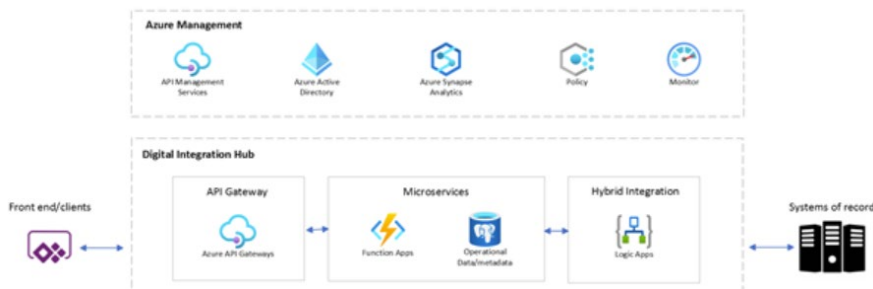 Azure Management
API Management
Services
Azure Active
Directory
Azure Synapse
Analytics
Policy
Monitor
Digital Integration Hub
Front end/clients
API Gateway
Azure API Gateways
Microservices
Function Apps
Operational
Data/metadata
Hybrid Integration
Logic Apps
Systems of record